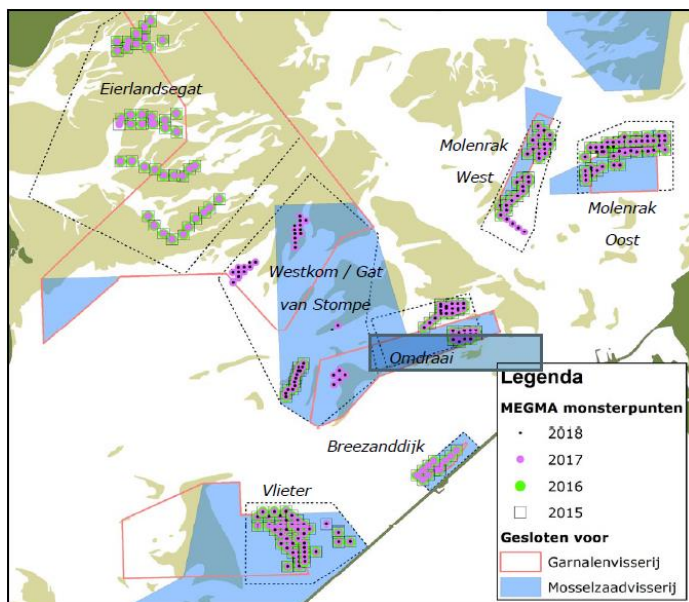 Eierlandsegat
Molenrak
West
Molenrak
Oost
Westkom / Gat
van Stompe
Omdraai
Breezanddijk
Vlieter
Legenda
MEGMA monsterpunten
2018
2017
2016
2015
Gesloten voor
Garnalenvisserij
Mosselzaadvisserij